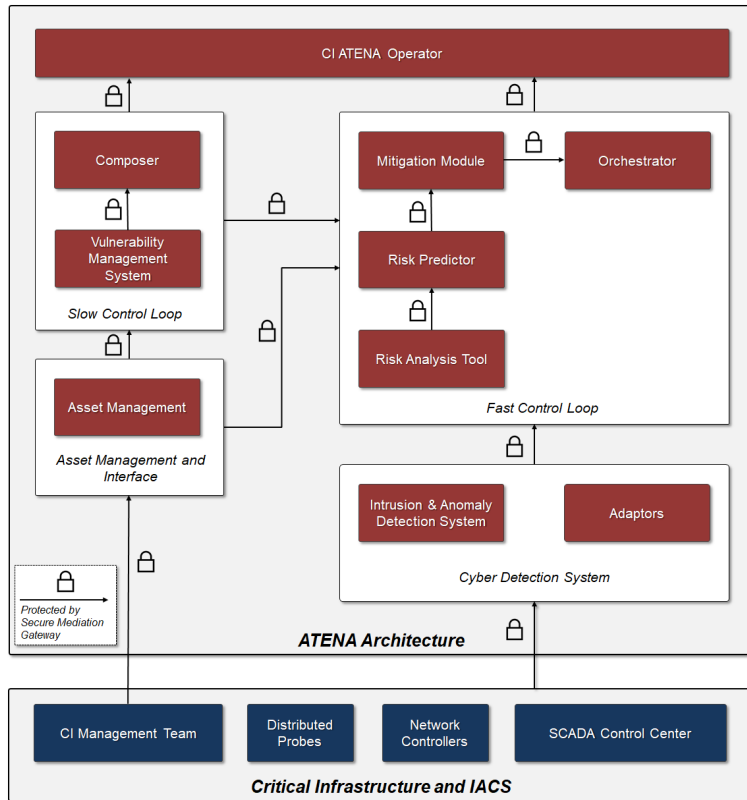 CI ATENA Operator
Composer
Vulnerability
Management
System
Slow Control Loop
Mitigation Module
Orchestrator
Risk Predictor
Risk Analysis Tool
Fast Control Loop
Asset Management
Asset Management and
Interface
Intrusion & Anomaly
Detection System
Adaptors
Cyber Detection System
Protected by
Secure Mediation
Gateway
ATENA Architecture
CI Management Team
Distributed
Probes
Network
Controllers
SCADA Control Center
Critical Infrastructure and IACS